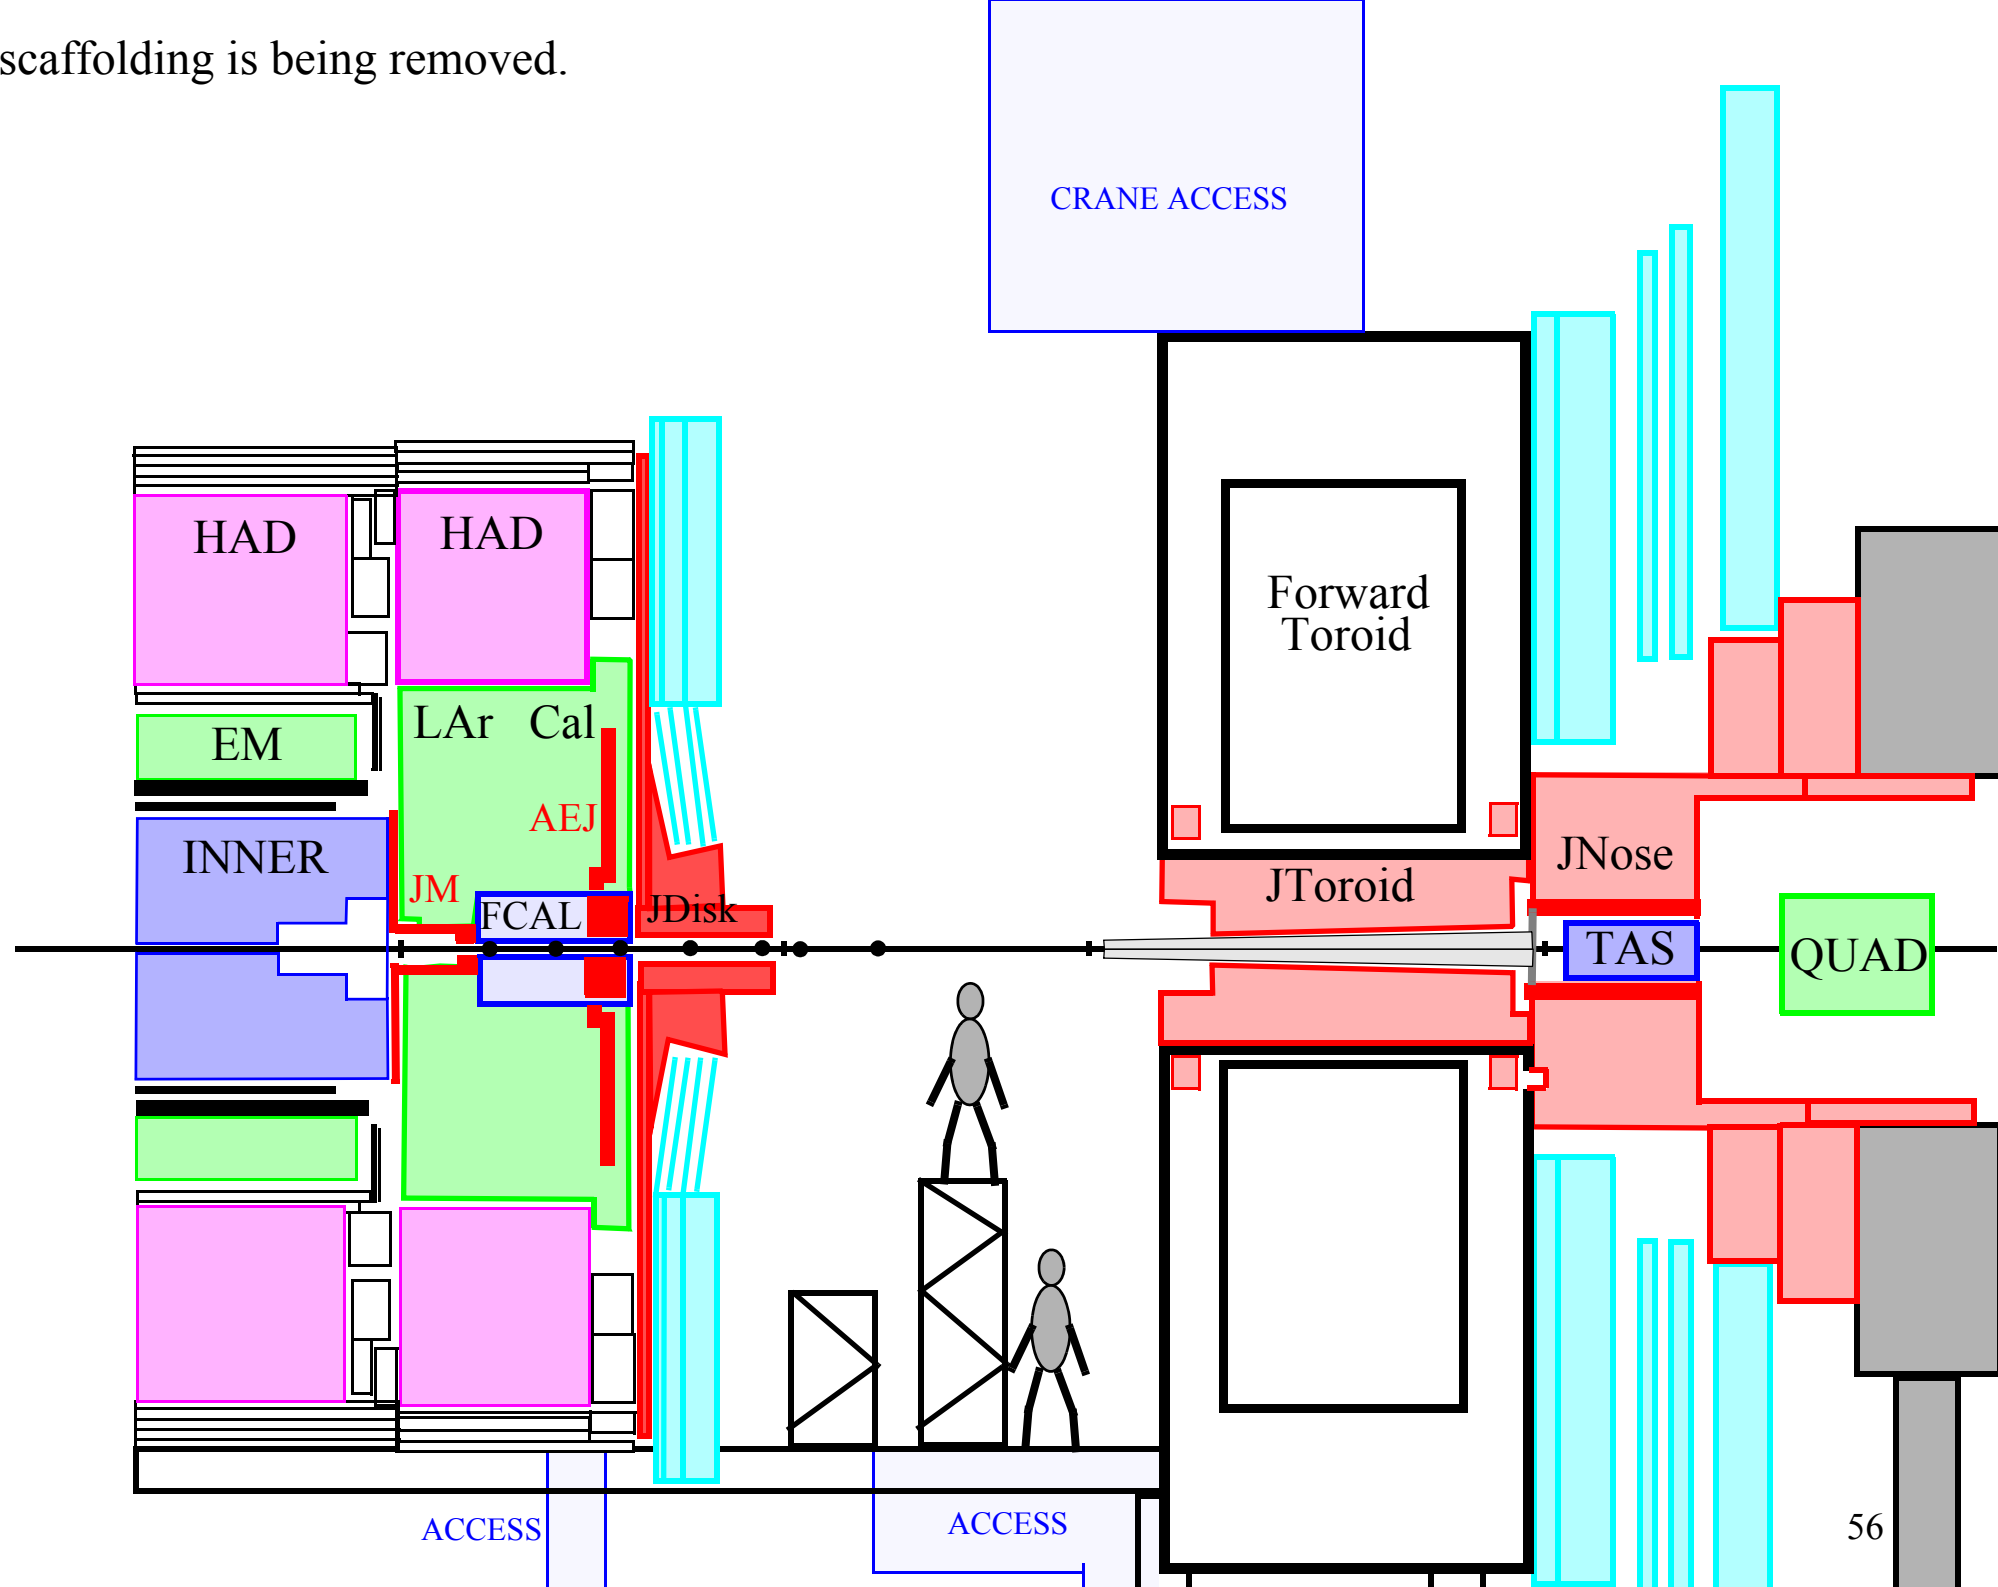 scaffolding is being removed.
CRANE ACCESS
HAD
HAD
Forward
Toroid
LAr Cal
EM
AEJ
INNER
JM
JNose
JToroid
FCAL
JDisk
TAS
QUAD
ACCESS
ACCESS
56